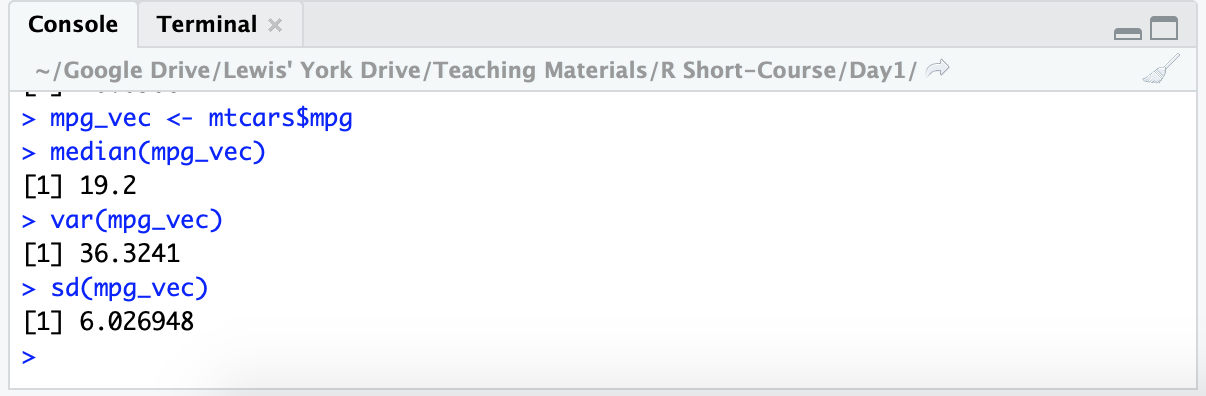 Console Terminal
~/Google Drive/Lewis' York Drive/Teaching Materials/R Short-Course/Day1/
> mpg_vec <- mtcars$mpg
> median(mpg_vec)
[1] 19.2
> var(mpg_vec)
[1] 36.3241
> sd(mpg_vec)
[1] 6.026948
>